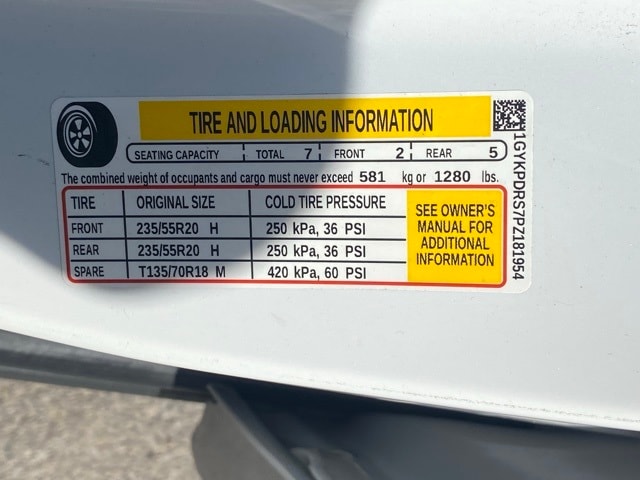 TIRE AND LOADING INFORMATION
SEATING CAPACITY TOTAL 7 FRONT 2 REAR 5
The combined weight of occupants and cargo must never exceed 581 kg or 1280 lbs.
TIRE ORIGINAL SIZE COLD TIRE PRESSURE
FRONT 235/55R20 H 250 kPa, 36 PSI
REAR 235/55R20 H 250 kPa, 36 PSI
SPARE T135/70R18 M 420 kPa, 60 PSI
SEE OWNER'S
MANUAL FOR
ADDITIONAL
INFORMATION
1GYKPDRS7PZ181954